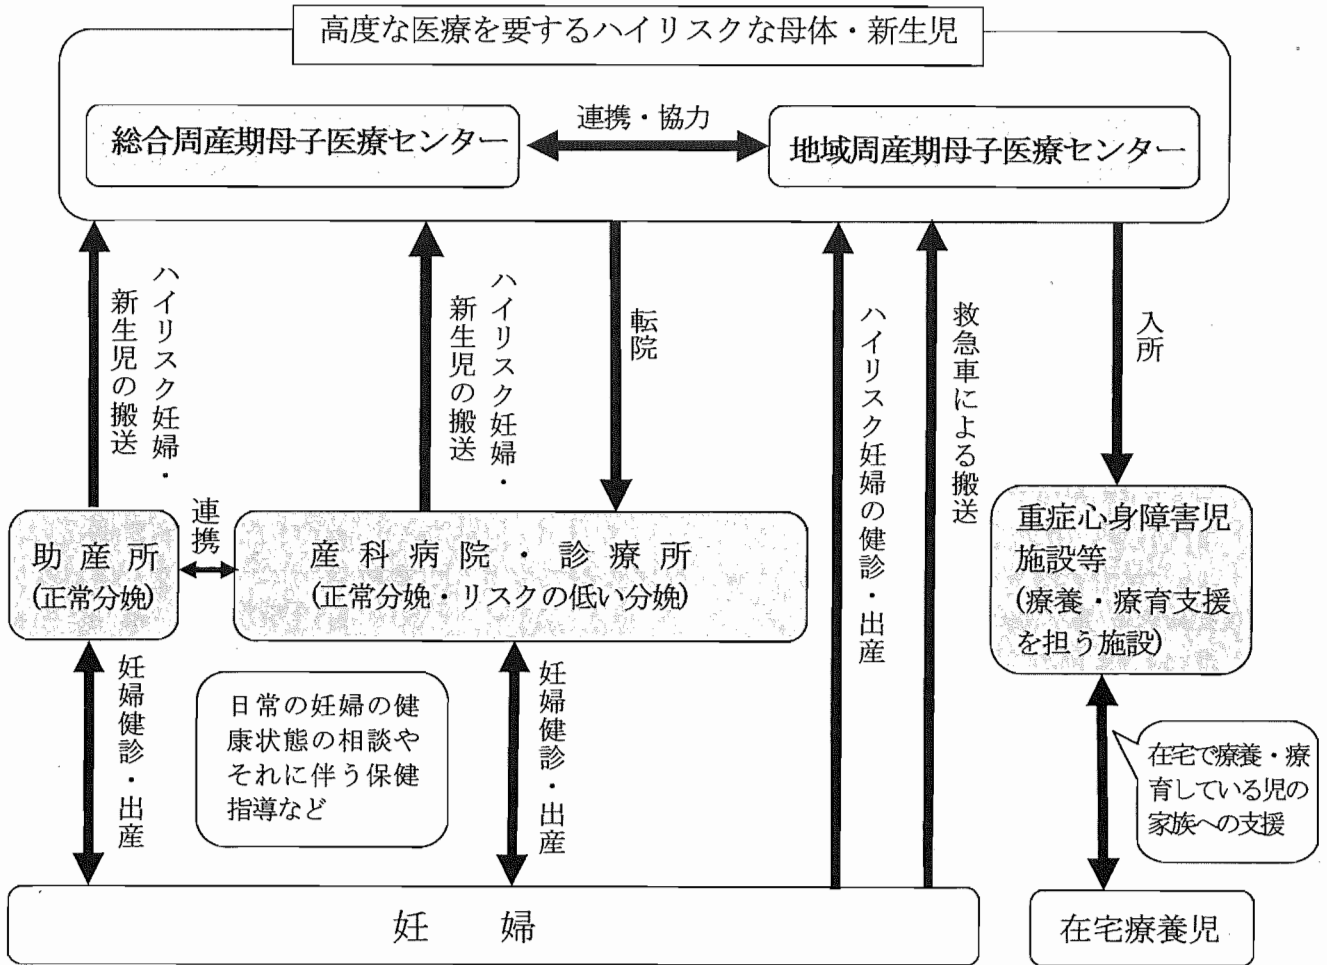 高度な医療を要するハイリスクな母体・新生児
総合周産期母子医療センター
連携・協力
地域周産期母子医療センター
ハイリスク妊婦・
新生児の搬送
ハイリスク妊婦・
新生児の搬送
転院
ハイリスク妊婦の健診・出産
救急車による搬送
入所
助産所
(正常分娩)
連携
産科病院・診療所
(正常分娩・リスクの低い分娩)
重症心身障害児
施設等
(療養・療育支援
を担う施設)
妊婦健診・出産
日常の妊婦の健
康状態の相談や
それに伴う保健
指導など
妊婦健診・出産
在宅で療養・療
育している児の
家族への支援
妊婦
在宅療養児